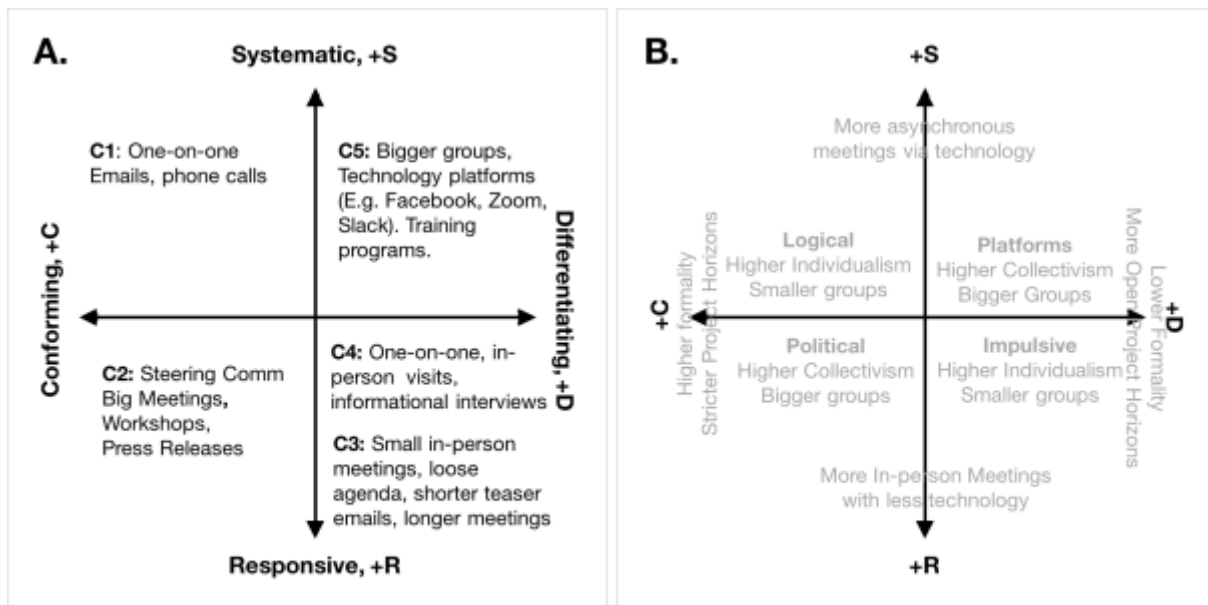 A.
Systematic, +S
C1: One-on-one
Emails, phone calls
C5: Bigger groups,
Technology platforms
(E.g. Facebook, Zoom,
Slack). Training
programs.
Conforming, +C
Differentiating, +D
C2: Steering Comm
Big Meetings,
Workshops,
Press Releases
C4: One-on-one, in-
person visits,
informational interviews
C3: Small in-person
meetings, loose
agenda, shorter teaser
emails, longer meetings
Responsive, +R
B.
+S
More asynchronous
meetings via technology
+C
Higher formality
Stricter Project Horizons
Logical
Higher Individualism
Smaller groups
Platforms
Higher Collectivism
Bigger Groups
More Open Project Horizons
Lower Formality
+D
Political
Higher Collectivism
Bigger groups
Impulsive
Higher Individualism
Smaller groups
More In-person Meetings
with less technology
+R